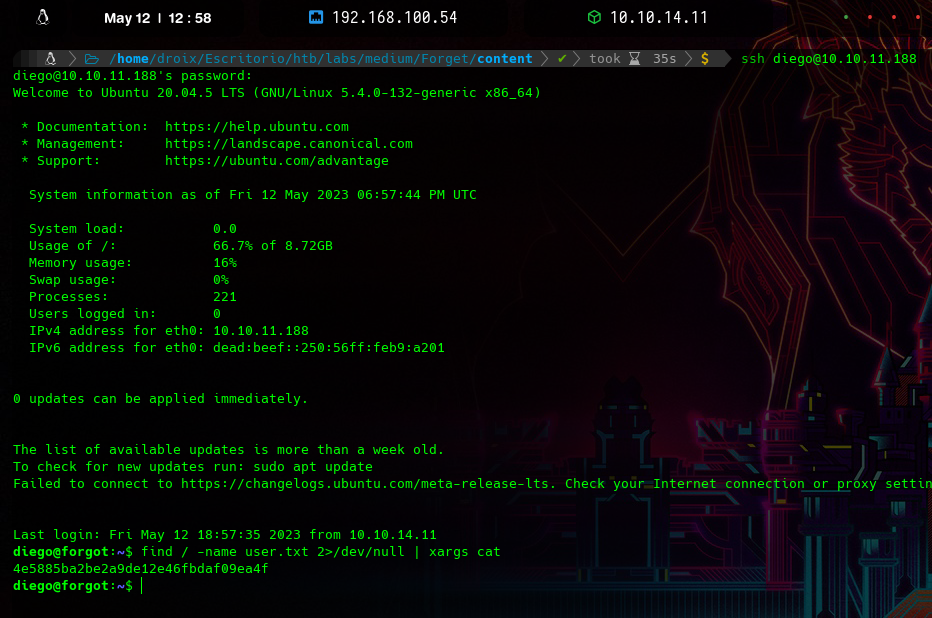 May 12 | 12 : 58 192.168.100.54 10.10.14.11
/home/droix/Escritorio/htb/labs/medium/Forget/content ✔ took 35s $ ssh diego@10.10.11.188
diego@10.10.11.188's password:
Welcome to Ubuntu 20.04.5 LTS (GNU/Linux 5.4.0-132-generic x86_64)
* Documentation: https://help.ubuntu.com
* Management: https://landscape.canonical.com
* Support: https://ubuntu.com/advantage
System information as of Fri 12 May 2023 06:57:44 PM UTC
System load: 0.0
Usage of /: 66.7% of 8.72GB
Memory usage: 16%
Swap usage: 0%
Processes: 221
Users logged in: 0
IPv4 address for eth0: 10.10.11.188
IPv6 address for eth0: dead:beef::250:56ff:feb9:a201
0 updates can be applied immediately.
The list of available updates is more than a week old.
To check for new updates run: sudo apt update
Failed to connect to https://changelogs.ubuntu.com/meta-release-lts. Check your Internet connection or proxy settin
Last login: Fri May 12 18:57:35 2023 from 10.10.14.11
diego@forgot:~$ find / -name user.txt 2>/dev/null | xargs cat
4e5885ba2be2a9de12e46fbdaf09ea4f
diego@forgot:~$